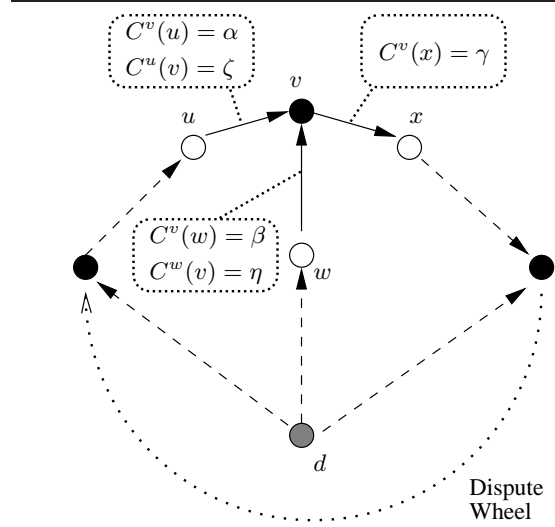 C^v(u) = α
C^u(v) = ζ
C^v(x) = γ
v
u
x
C^v(w) = β
C^w(v) = η
w
d
Dispute
Wheel